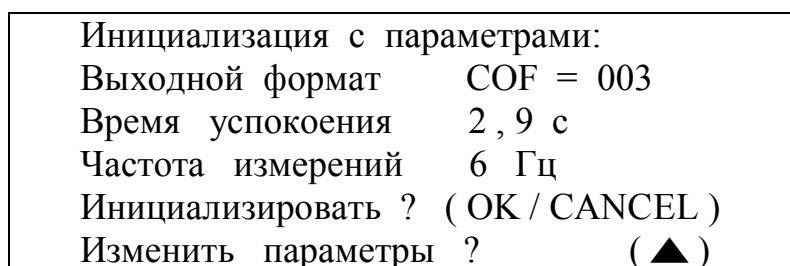 Инициализация с параметрами:
Выходной формат COF = 003
Время успокоения 2 , 9 с
Частота измерений 6 Гц
Инициализировать ? ( OK / CANCEL )
Изменить параметры ? ( ▲ )